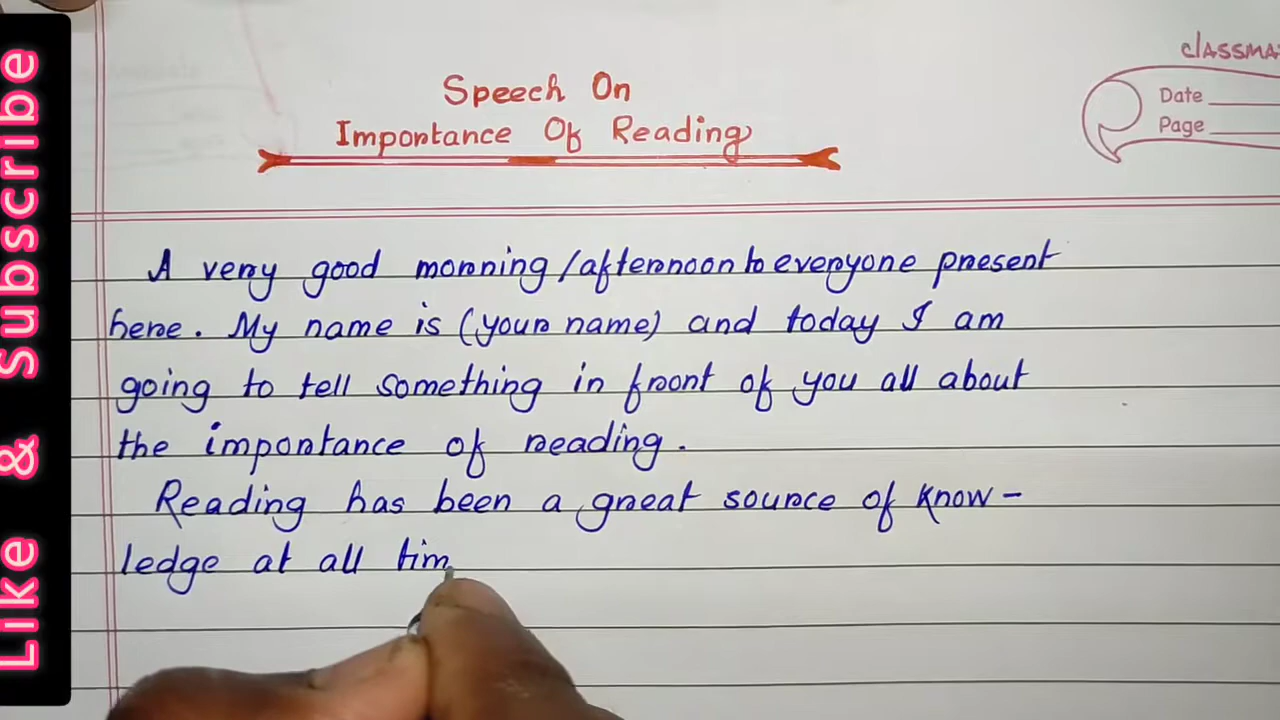 Like & Subscribe
classma
Date
Page
Speech On
Importance Of Reading
A very good morning/afternoon to everyone present
here. My name is (your name) and today I am
going to tell something in front of you all about
the importance of reading.
Reading has been a great source of know-
ledge at all tim